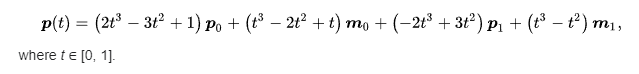 p(t) = (2t³ − 3t² + 1) p₀ + (t³ − 2t² + t) m₀ + (−2t³ + 3t²) p₁ + (t³ − t²) m₁,
where t ∈ [0, 1].